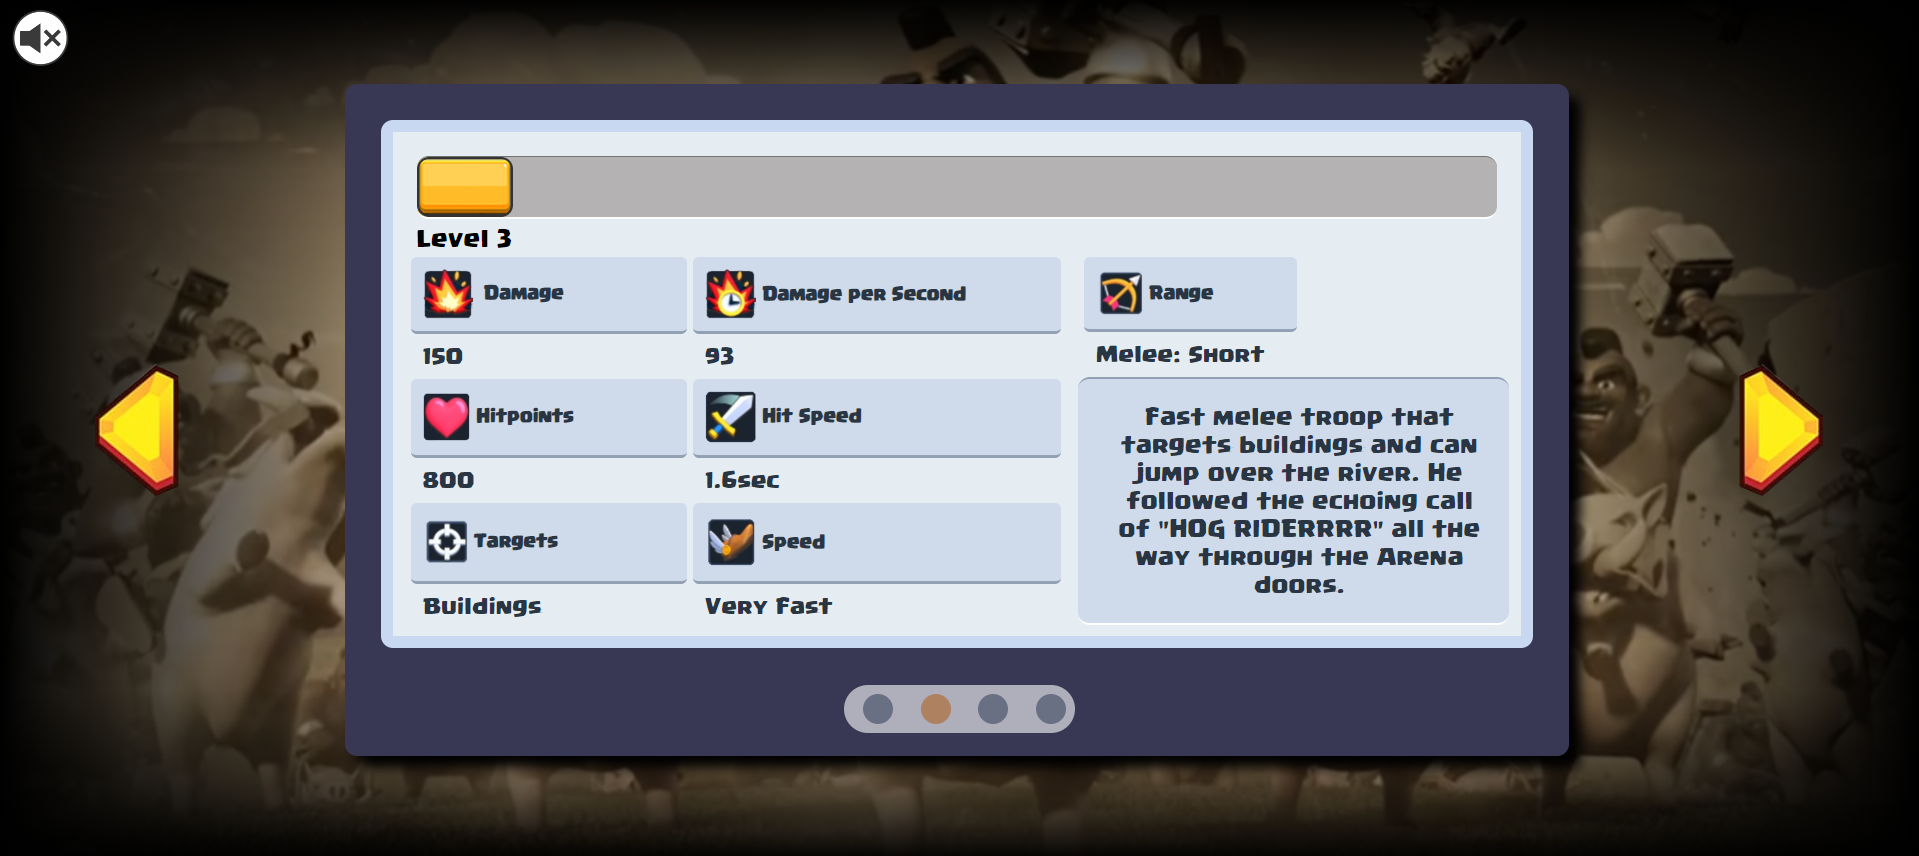 Level 3
Damage
Damage per Second
Range
150
93
Melee: Short
Hitpoints
Hit Speed
800
1.6sec
Targets
Speed
Buildings
Very Fast
Fast melee troop that
targets buildings and can
jump over the river. He
followed the echoing call
of "HOG RIDERRRR" all the
way through the Arena
doors.